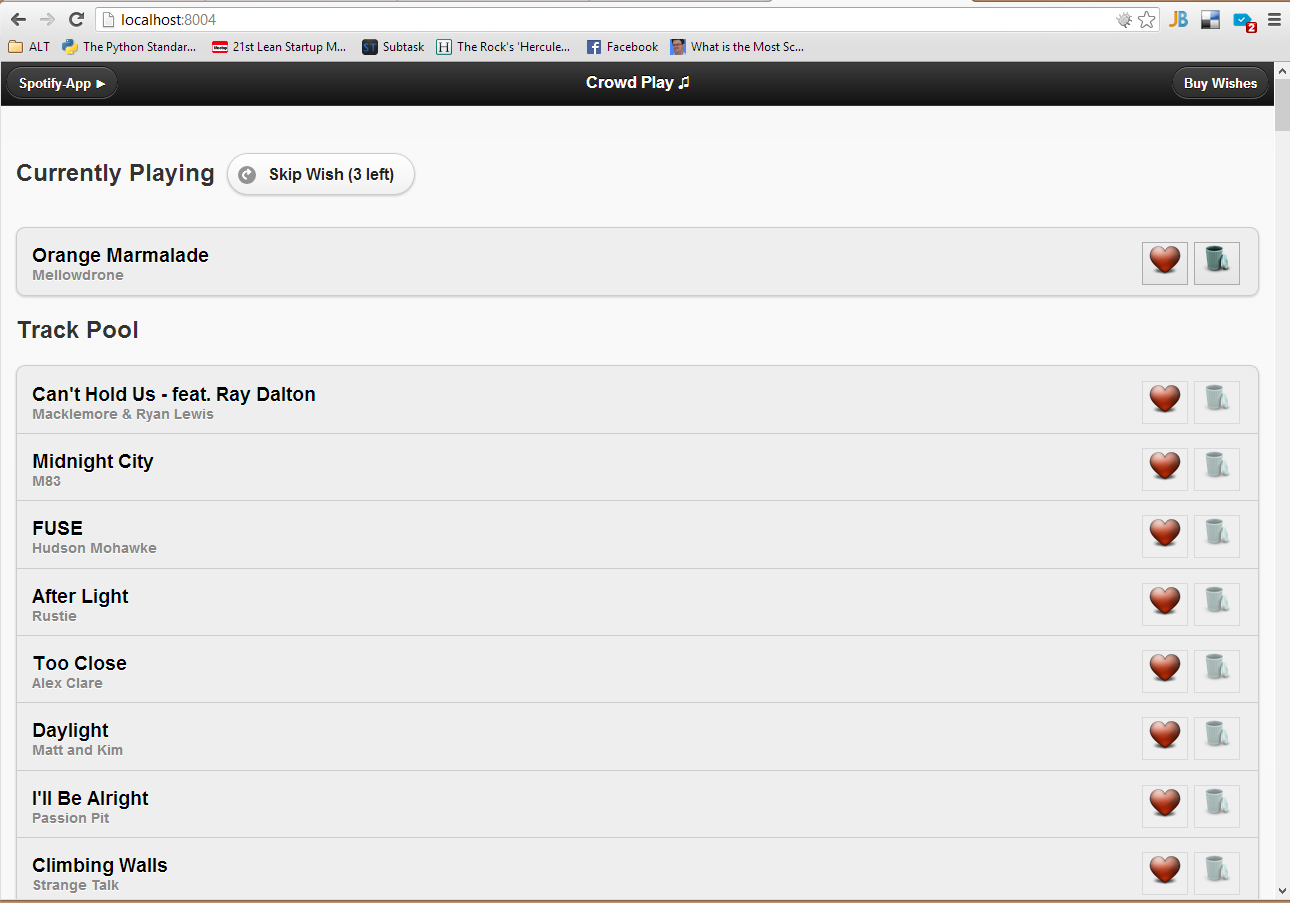 localhost:8004
ALT The Python Standar... Meetup 21st Lean Startup M... ST Subtask H The Rock's 'Hercule... f Facebook What is the Most Sc...
JB 2
Spotify-App ▶ Crowd Play ♫ Buy Wishes
Currently Playing Skip Wish (3 left)
Orange Marmalade
Mellowdrone
Track Pool
Can't Hold Us - feat. Ray Dalton
Macklemore & Ryan Lewis
Midnight City
M83
FUSE
Hudson Mohawke
After Light
Rustie
Too Close
Alex Clare
Daylight
Matt and Kim
I'll Be Alright
Passion Pit
Climbing Walls
Strange Talk